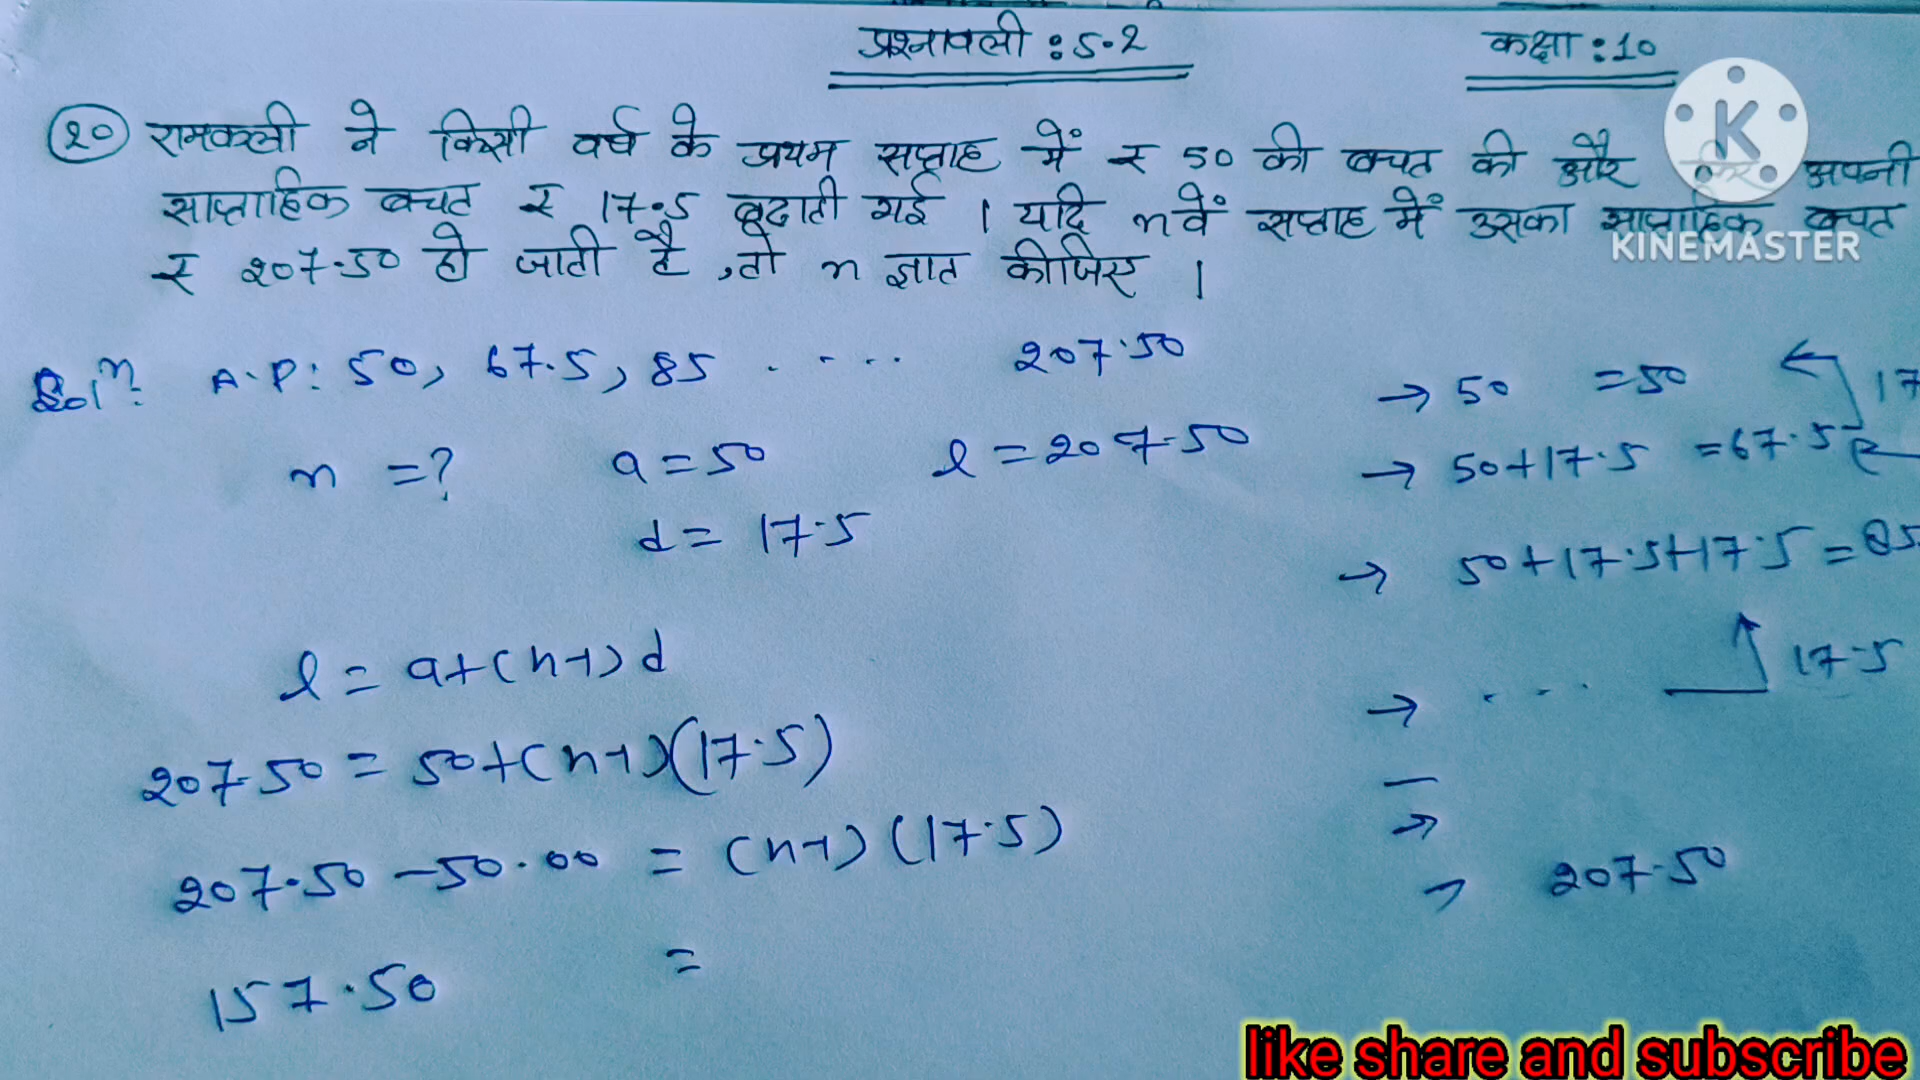 प्रश्नावली : 5.2
कक्षा : 10
20 रामकली ने किसी वर्ष के प्रथम सप्ताह में ₹ 50 की बचत की और अपनी
साप्ताहिक बचत ₹ 17.5 बढ़ाती गई । यदि n वें सप्ताह में उसका साप्ताहिक बचत
₹ 207.50 हो जाती है , तो n ज्ञात कीजिए ।
KINEMASTER
Solⁿ: A.P: 50, 67.5, 85 . . . . 207.50
n = ? a = 50 l = 207.50
d = 17.5
l = a+(n-1)d
207.50 = 50+(n-1)(17.5)
207.50 - 50.00 = (n-1)(17.5)
157.50 =
→ 50 = 50
17
→ 50+17.5 = 67.5
→ 50+17.5+17.5 = 85
17.5
→ . . . .
–
→
→ 207.50
like share and subscribe